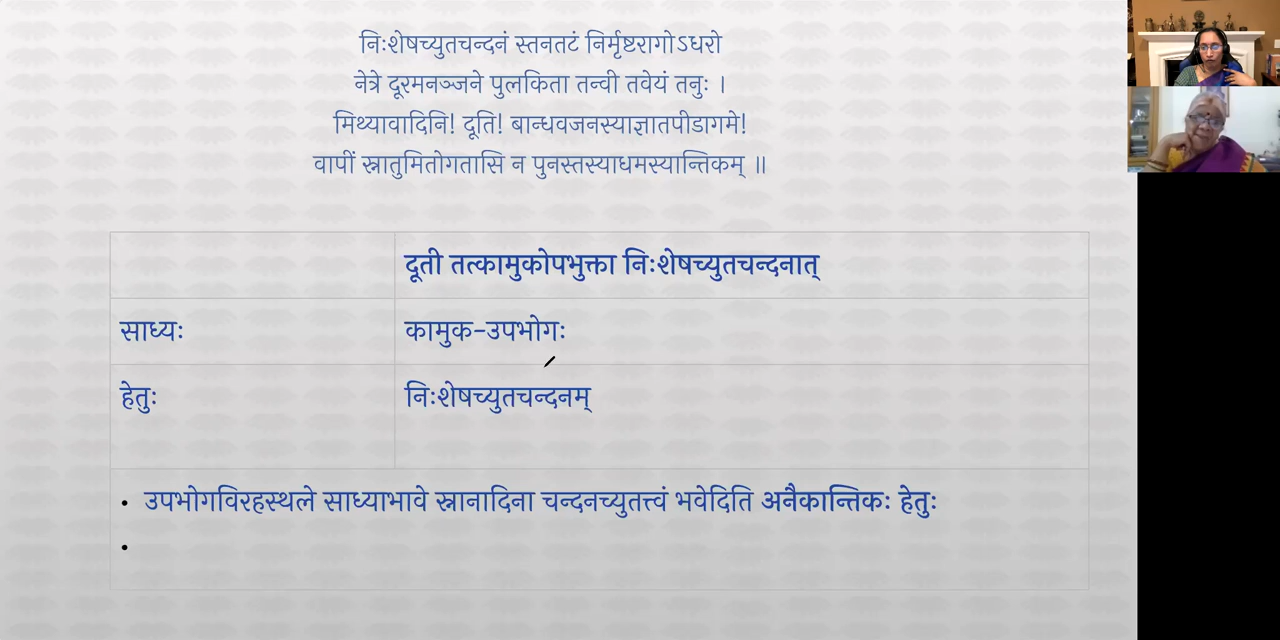 निःशेषच्युतचन्दनं स्तनतटं निर्मृष्टरागोऽधरो
नेत्रे दूरमनञ्जने पुलकिता तन्वी तवेयं तनुः ।
मिथ्यावादिनि! दूति! बान्धवजनस्याज्ञातपीडागमे!
वापीं स्नातुमितोगतासि न पुनस्तस्याधमस्यान्तिकम् ॥
दूती तत्कामुकोपभुक्ता निःशेषच्युतचन्दनात्
साध्यः कामुक-उपभोगः
हेतुः निःशेषच्युतचन्दनम्
• उपभोगविरहस्थले साध्याभावे स्नानादिना चन्दनच्युतत्त्वं भवेदिति अनैकान्तिकः हेतुः
•